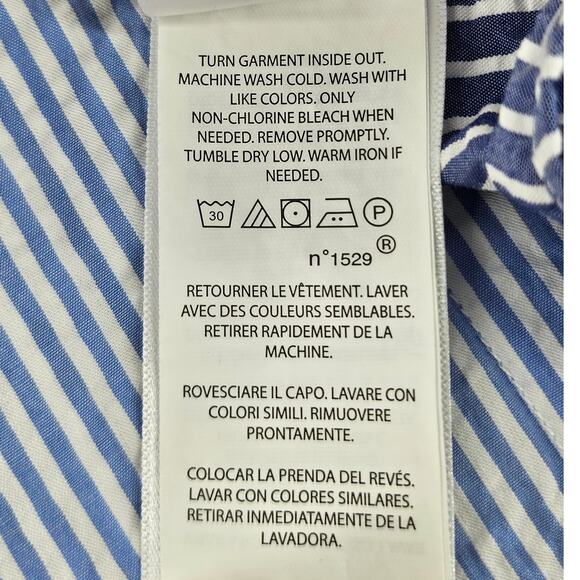 TURN GARMENT INSIDE OUT.
MACHINE WASH COLD. WASH WITH
LIKE COLORS. ONLY
NON-CHLORINE BLEACH WHEN
NEEDED. REMOVE PROMPTLY.
TUMBLE DRY LOW. WARM IRON IF
NEEDED.
30 P
n°1529 ®
RETOURNER LE VÊTEMENT. LAVER
AVEC DES COULEURS SEMBLABLES.
RETIRER RAPIDEMENT DE LA
MACHINE.
ROVESCIARE IL CAPO. LAVARE CON
COLORI SIMILI. RIMUOVERE
PRONTAMENTE.
COLOCAR LA PRENDA DEL REVÉS.
LAVAR CON COLORES SIMILARES.
RETIRAR INMEDIATAMENTE DE LA
LAVADORA.